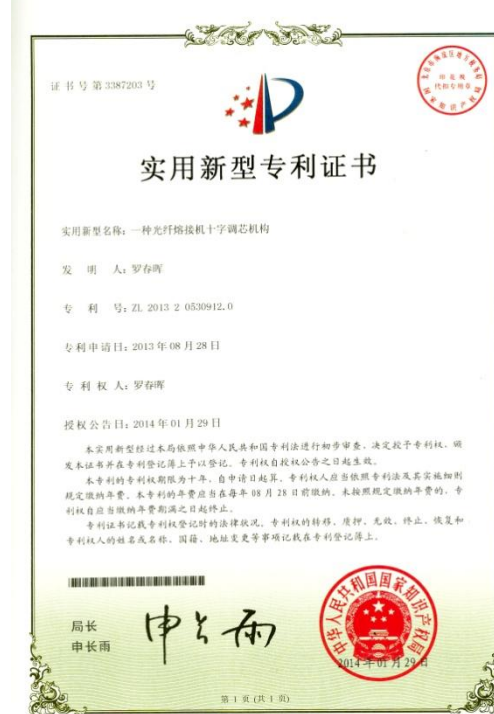 证书号第3387203号
印花税
代扣专用章
实用新型专利证书
实用新型名称：一种光纤熔接机十字调芯机构
发明人：罗春晖
专利号：ZL 2013 2 0530912.0
专利申请日：2013年08月28日
专利权人：罗春晖
授权公告日：2014年01月29日
本实用新型经过本局依照中华人民共和国专利法进行初步审查，决定授予专利权，颁
发本证书并在专利登记簿上予以登记。专利权自授权公告之日起生效。
本专利的专利权期限为十年，自申请日起算。专利权人应当依照专利法及其实施细则
规定缴纳年费。本专利的年费应当在每年08月28日前缴纳。未按照规定缴纳年费的，专
利权自应当缴纳年费期满之日起终止。
专利证书记载专利权登记时的法律状况。专利权的转移、质押、无效、终止、恢复和
专利权人的姓名或名称、国籍、地址变更等事项记载在专利登记簿上。
局长
申长雨
申长雨
中华人民共和国国家知识产权局
2014年01月29日
第1页（共1页）